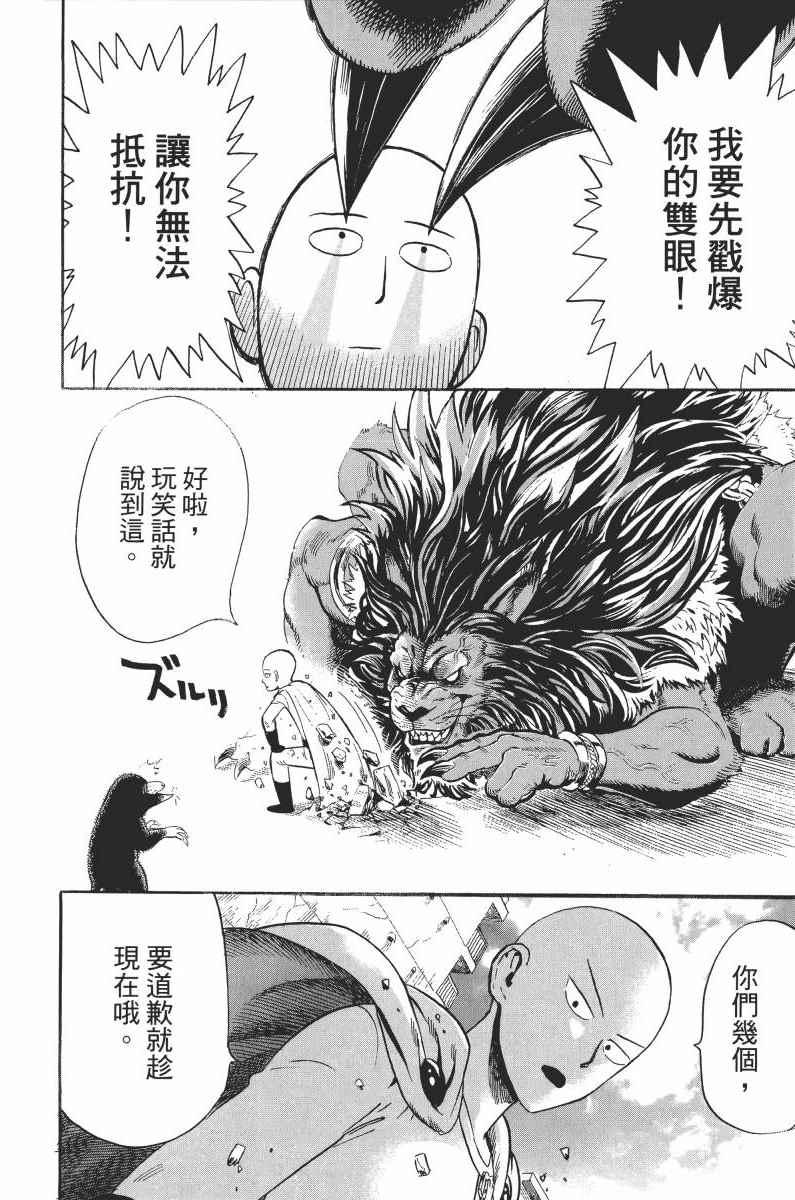 我要先戳爆
你的雙眼！
讓你無法
抵抗！
好啦，
玩笑話就
說到這。
ズルリ
你們幾個，
要道歉就趁
現在哦。